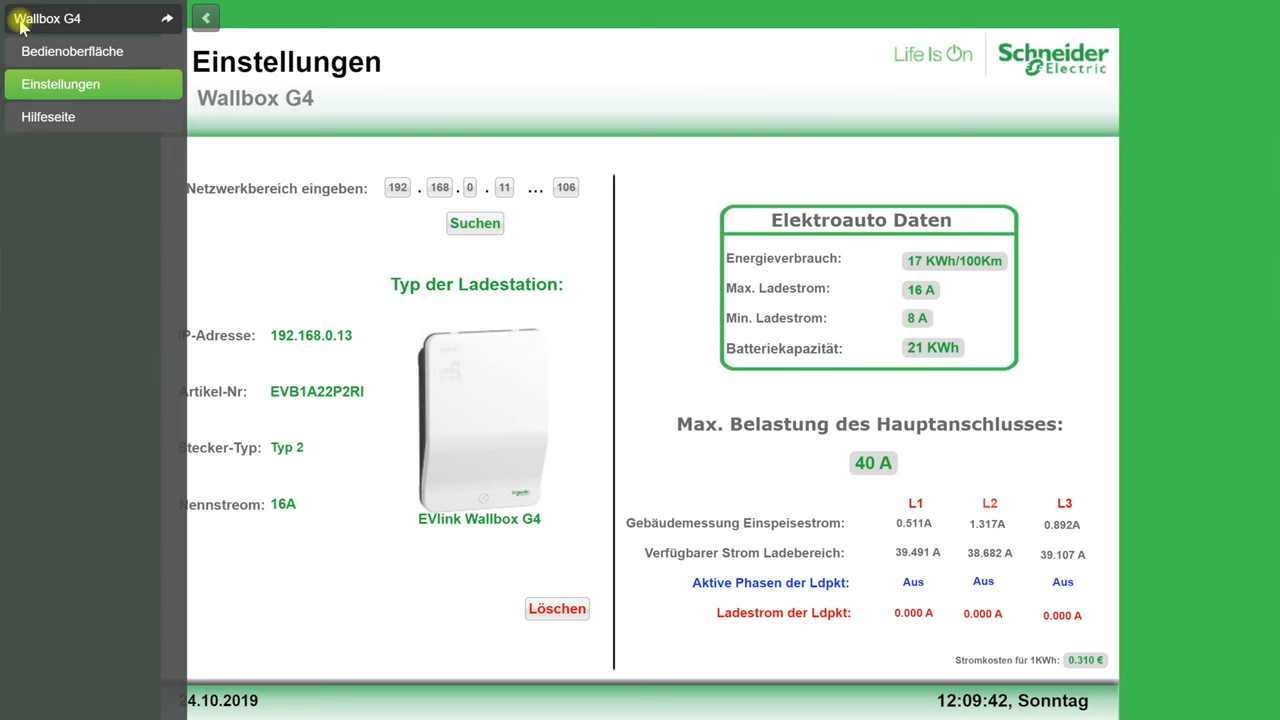 Wallbox G4
Bedienoberfläche
Einstellungen
Hilfeseite
Einstellungen
Wallbox G4
Life Is On
Schneider
Electric
Netzwerkbereich eingeben: 192 . 168 . 0 . 11 ... 106
Suchen
Typ der Ladestation:
IP-Adresse: 192.168.0.13
Artikel-Nr: EVB1A22P2RI
Stecker-Typ: Typ 2
Nennstreom: 16A
EVlink Wallbox G4
Löschen
Elektroauto Daten
Energieverbrauch: 17 KWh/100Km
Max. Ladestrom: 16 A
Min. Ladestrom: 8 A
Batteriekapazität: 21 KWh
Max. Belastung des Hauptanschlusses:
40 A
L1 L2 L3
Gebäudemessung Einspeisestrom: 0.511A 1.317A 0.892A
Verfügbarer Strom Ladebereich: 39.491 A 38.682 A 39.107 A
Aktive Phasen der Ldpkt: Aus Aus Aus
Ladestrom der Ldpkt: 0.000 A 0.000 A 0.000 A
Stromkosten für 1KWh: 0.310 €
24.10.2019
12:09:42, Sonntag